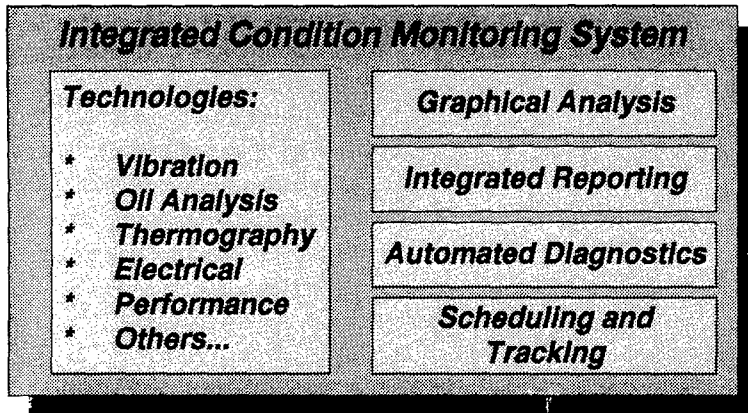 Integrated Condition Monitoring System
Technologies:
* Vibration
* Oil Analysis
* Thermography
* Electrical
* Performance
* Others...
Graphical Analysis
Integrated Reporting
Automated Diagnostics
Scheduling and
Tracking